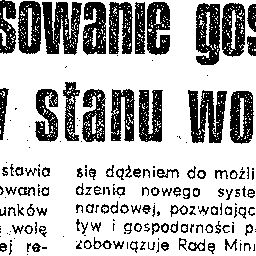 sowanie gos
w stanu wo
stawia
owania
unków
wolę
ej re-
się dążeniem do możli
dzenia nowego syste
narodowej, pozwalając
tyw i gospodarności p
zobowiązuje Radę Mini